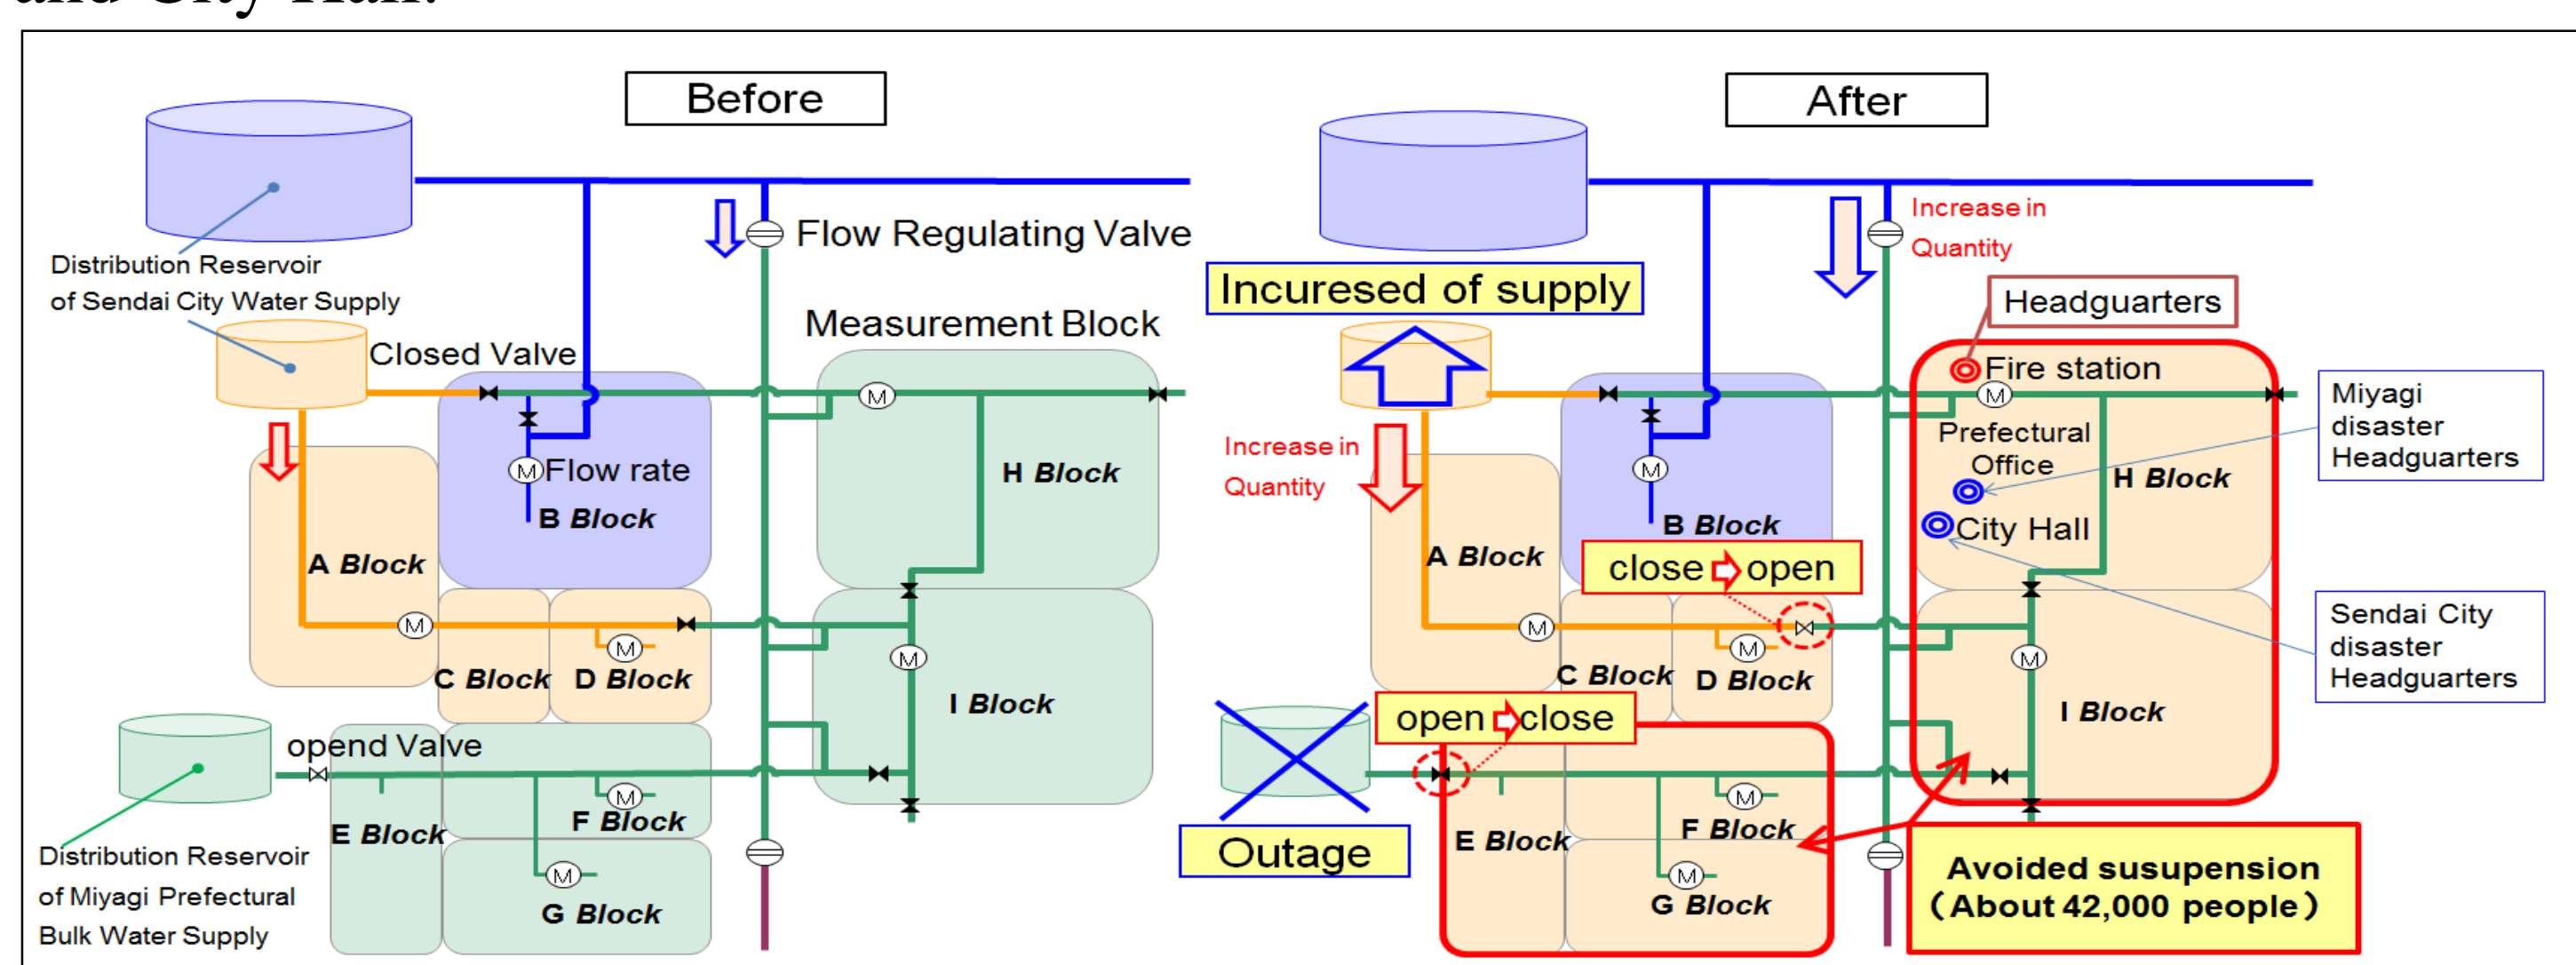 and City Hall.
Before
Distribution Reservoir
of Sendai City Water Supply
Flow Regulating Valve
Measurement Block
Closed Valve
M
H Block
M Flow rate
B Block
A Block
M
M
M
C Block
D Block
I Block
opend Valve
M
F Block
E Block
M
G Block
Distribution Reservoir
of Miyagi Prefectural
Bulk Water Supply
After
Increase in
Quantity
Incuresed of supply
Headguarters
Fire station
M
Miyagi
disaster
Headguarters
Increase in
Quantity
M
Prefectural
Office
H Block
B Block
City Hall
A Block
close open
M
M
M
Sendai City
disaster
Headguarters
C Block
D Block
I Block
open close
M
F Block
E Block
M
G Block
Outage
Avoided susupension
(About 42,000 people)